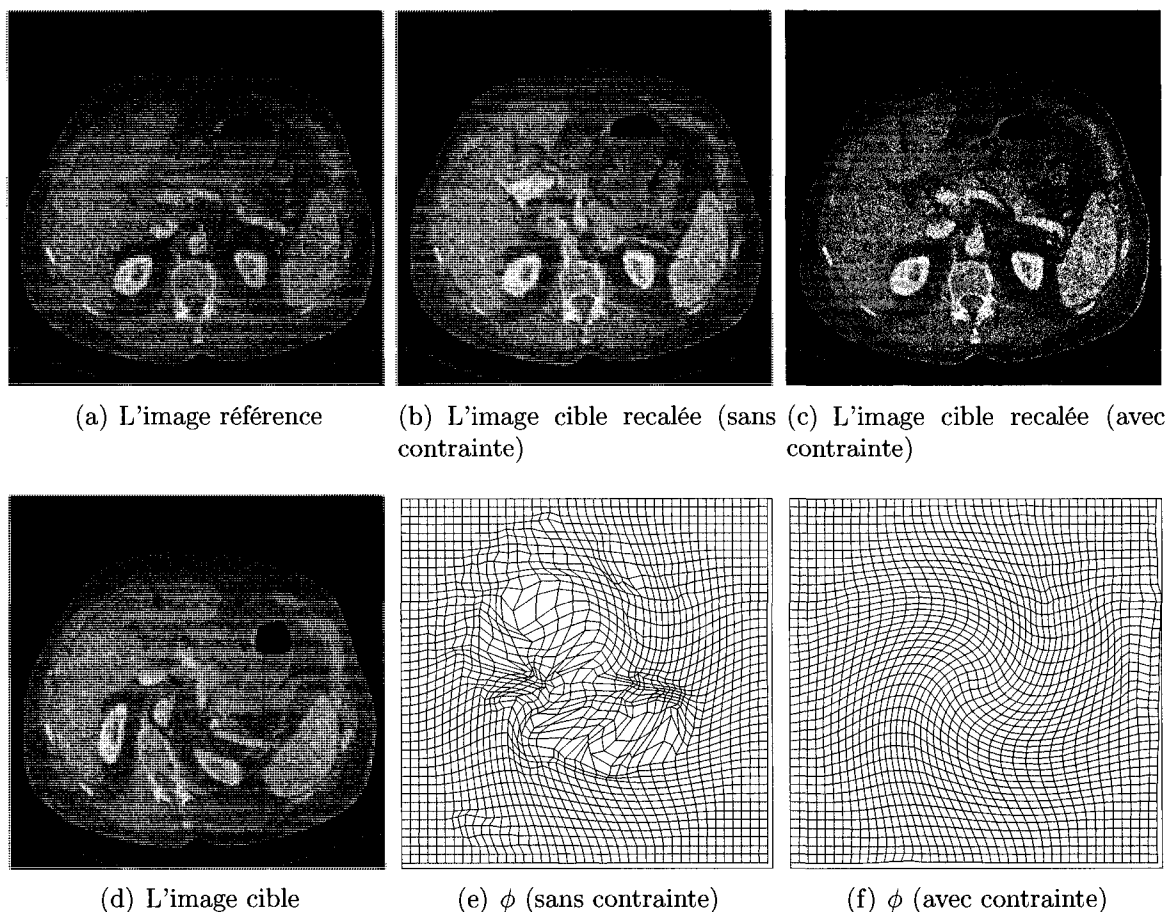 (a) L'image référence
(b) L'image cible recalée (sans contrainte)
(c) L'image cible recalée (avec contrainte)
(d) L'image cible
(e) ϕ (sans contrainte)
(f) ϕ (avec contrainte)